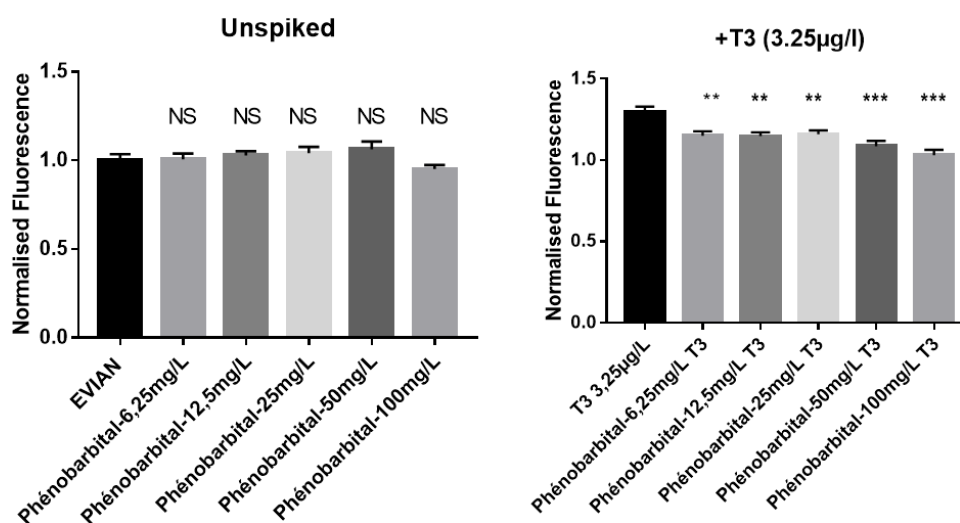 Unspiked
Normalised Fluorescence
1.5
1.0
0.5
0.0
NS NS NS NS NS
EVIAN
Phénobarbital-6,25mg/L
Phénobarbital-12,5mg/L
Phénobarbital-25mg/L
Phénobarbital-50mg/L
Phénobarbital-100mg/L
+T3 (3.25µg/l)
Normalised Fluorescence
1.5
1.0
0.5
0.0
** ** ** *** ***
T3 3,25µg/L
Phénobarbital-6,25mg/L T3
Phénobarbital-12,5mg/L T3
Phénobarbital-25mg/L T3
Phénobarbital-50mg/L T3
Phénobarbital-100mg/L T3